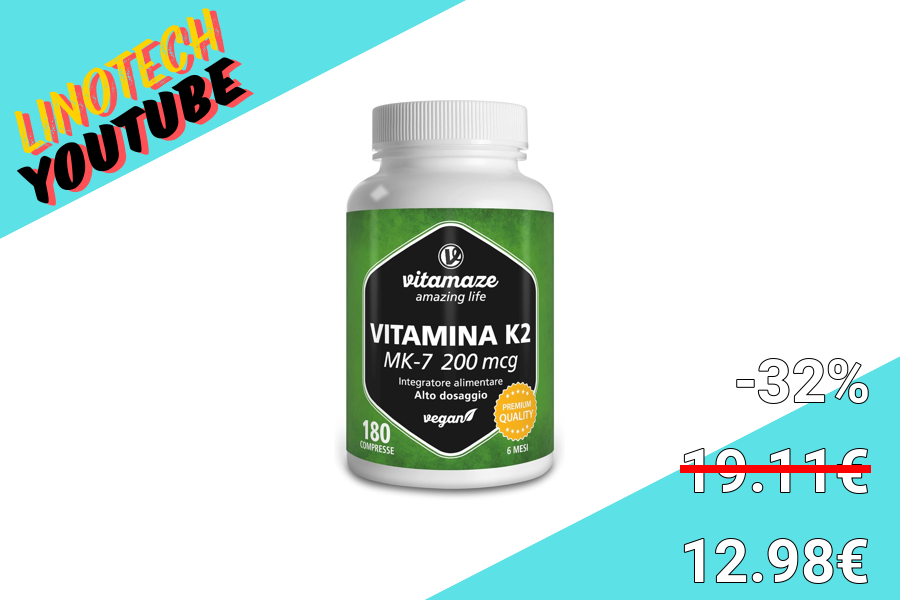 LINOTECH
YOUTUBE
vitamaze
amazing life
VITAMINA K2
MK-7 200 mcg
Integratore alimentare
Alto dosaggio
vegan
PREMIUM
QUALITY
180
COMPRESSE
6 MESI
-32%
19.11€
12.98€